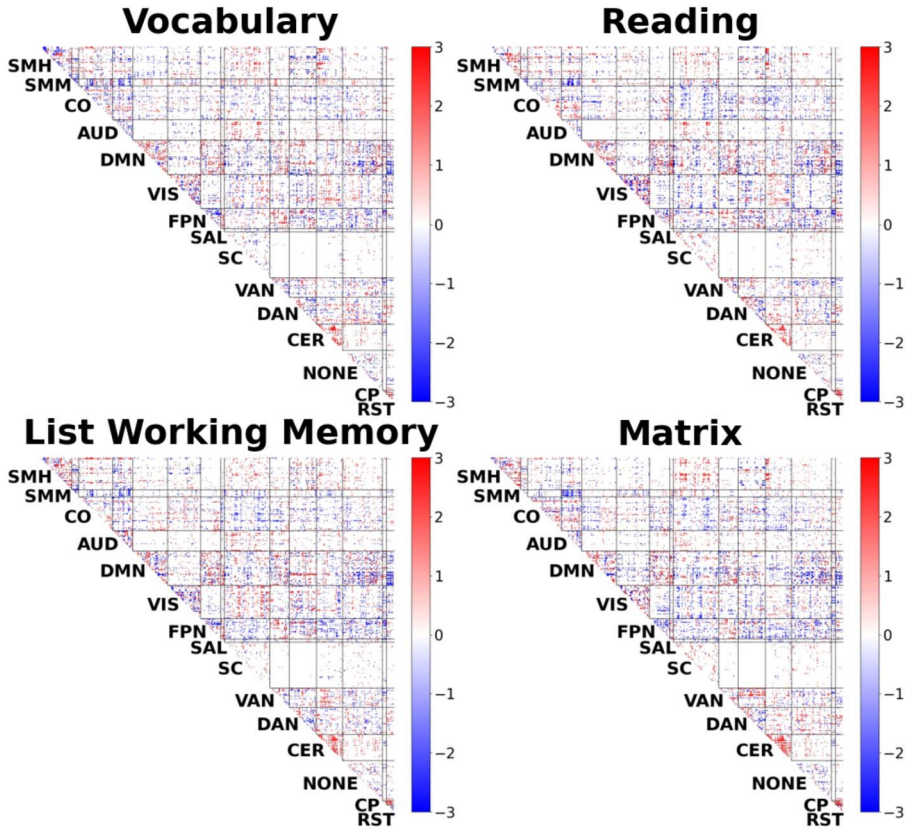 Vocabulary
SMH
SMM
CO
AUD
DMN
VIS
FPN
SAL
SC
VAN
DAN
CER
NONE
CP
RST
3
2
1
0
−1
−2
−3
Reading
SMH
SMM
CO
AUD
DMN
VIS
FPN
SAL
SC
VAN
DAN
CER
NONE
CP
RST
3
2
1
0
−1
−2
−3
List Working Memory
SMH
SMM
CO
AUD
DMN
VIS
FPN
SAL
SC
VAN
DAN
CER
NONE
CP
RST
3
2
1
0
−1
−2
−3
Matrix
SMH
SMM
CO
AUD
DMN
VIS
FPN
SAL
SC
VAN
DAN
CER
NONE
CP
RST
3
2
1
0
−1
−2
−3